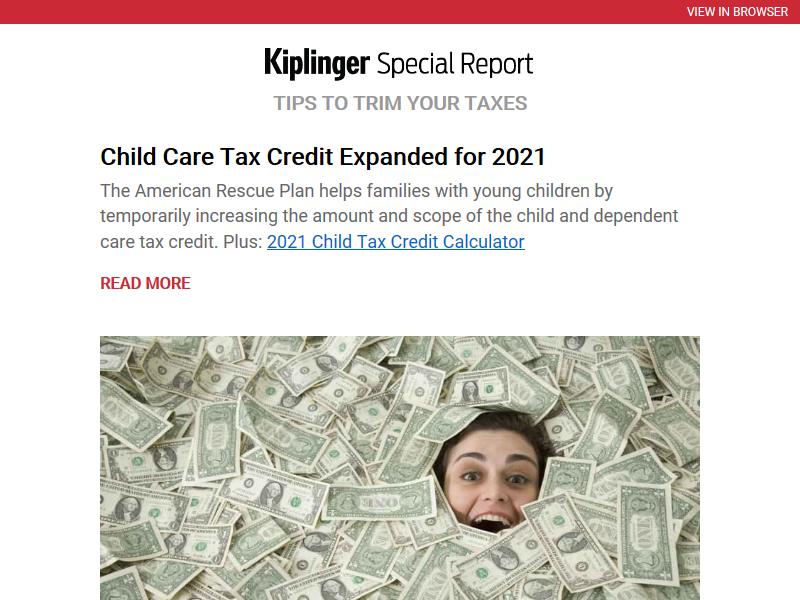 VIEW IN BROWSER
Kiplinger Special Report
TIPS TO TRIM YOUR TAXES
Child Care Tax Credit Expanded for 2021
The American Rescue Plan helps families with young children by
temporarily increasing the amount and scope of the child and dependent
care tax credit. Plus: 2021 Child Tax Credit Calculator
READ MORE